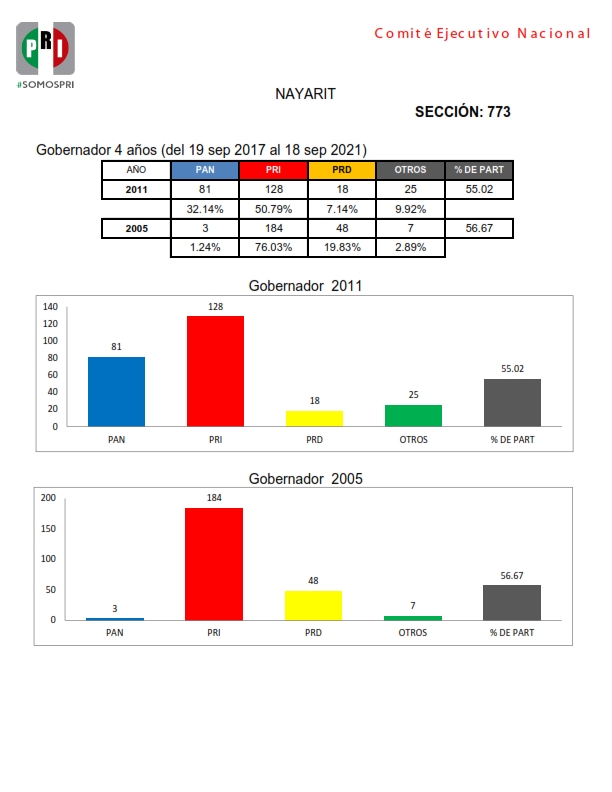 Comité Ejecutivo Nacional
PRI
#SOMOSPRI
NAYARIT
SECCIÓN: 773
Gobernador 4 años (del 19 sep 2017 al 18 sep 2021)
AÑO PAN PRI PRD OTROS % DE PART
2011 81 128 18 25 55.02
32.14% 50.79% 7.14% 9.92%
2005 3 184 48 7 56.67
1.24% 76.03% 19.83% 2.89%
Gobernador 2011
140
120
100
80
60
40
20
0
81
128
18
25
55.02
PAN PRI PRD OTROS % DE PART
Gobernador 2005
200
150
100
50
0
3
184
48
7
56.67
PAN PRI PRD OTROS % DE PART